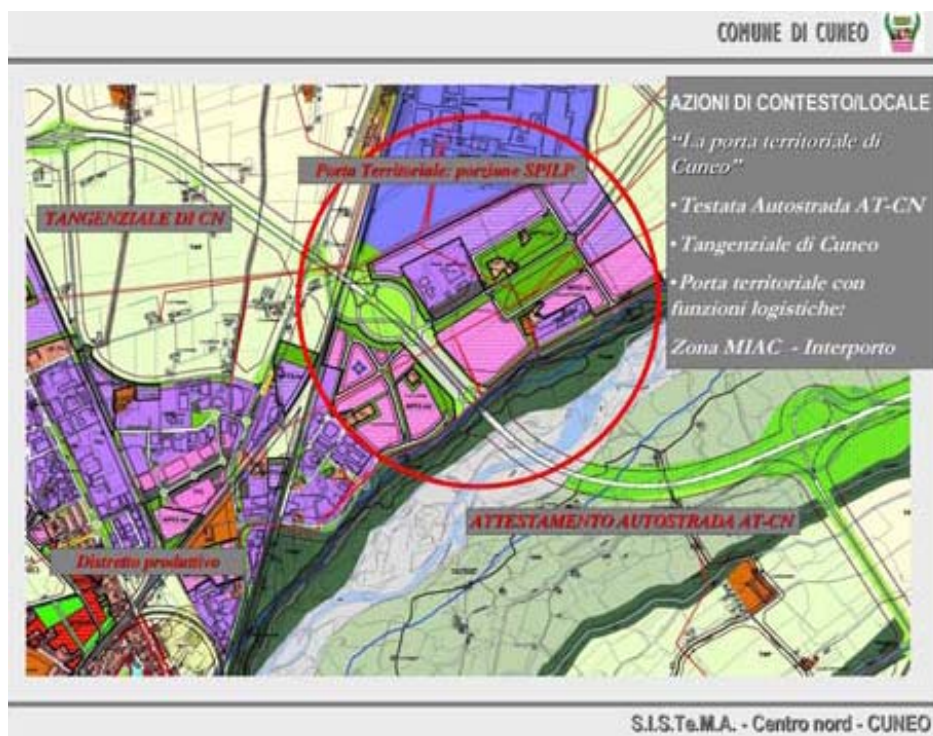 COMUNE DI CUNEO
AZIONI DI CONTESTO/LOCALE
“La porta territoriale di
Cuneo”
• Testata Autostrada AT-CN
• Tangenziale di Cuneo
• Porta territoriale con
funzioni logistiche:
Zona MIAC - Interporto
Porta Territoriale: porzione SPILP
TANGENZIALE DI CN
ATTESTAMENTO AUTOSTRADA AT-CN
Distretto produttivo
S.I.S.Te.M.A. - Centro nord - CUNEO